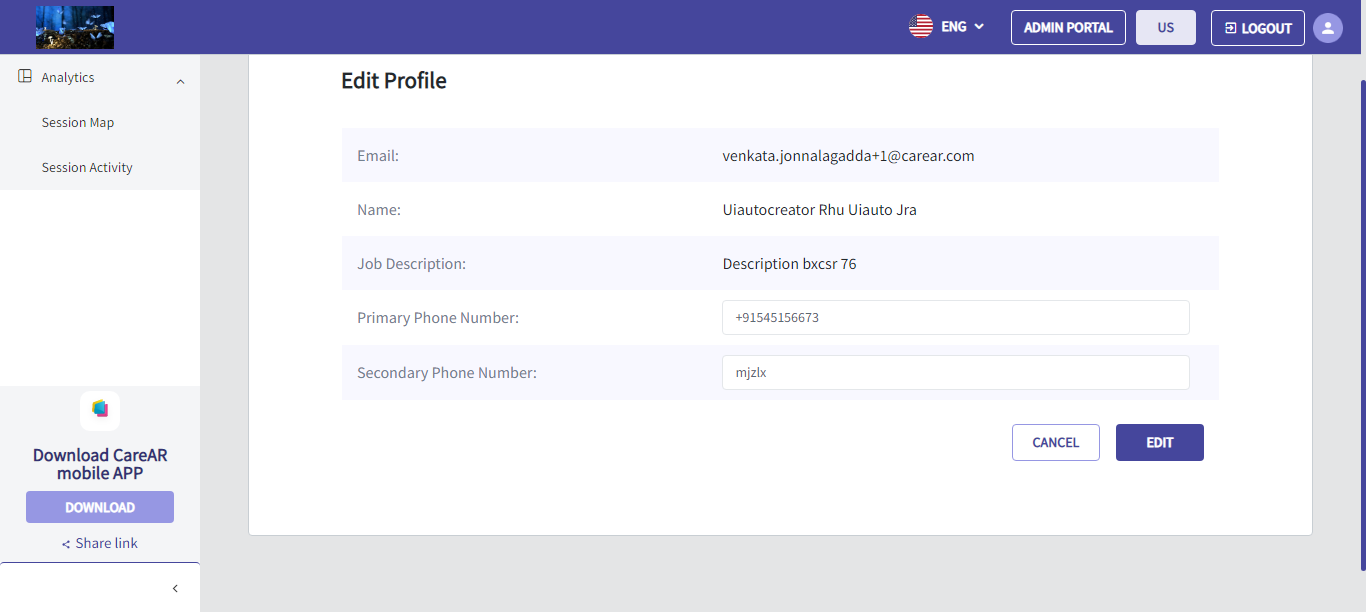 ENG
ADMIN PORTAL
US
LOGOUT
Analytics
Session Map
Session Activity
Download CareAR
mobile APP
DOWNLOAD
Share link
Edit Profile
Email: venkata.jonnalagadda+1@carear.com
Name: Uiautocreator Rhu Uiauto Jra
Job Description: Description bxcsr 76
Primary Phone Number: +91545156673
Secondary Phone Number: mjzlx
CANCEL
EDIT